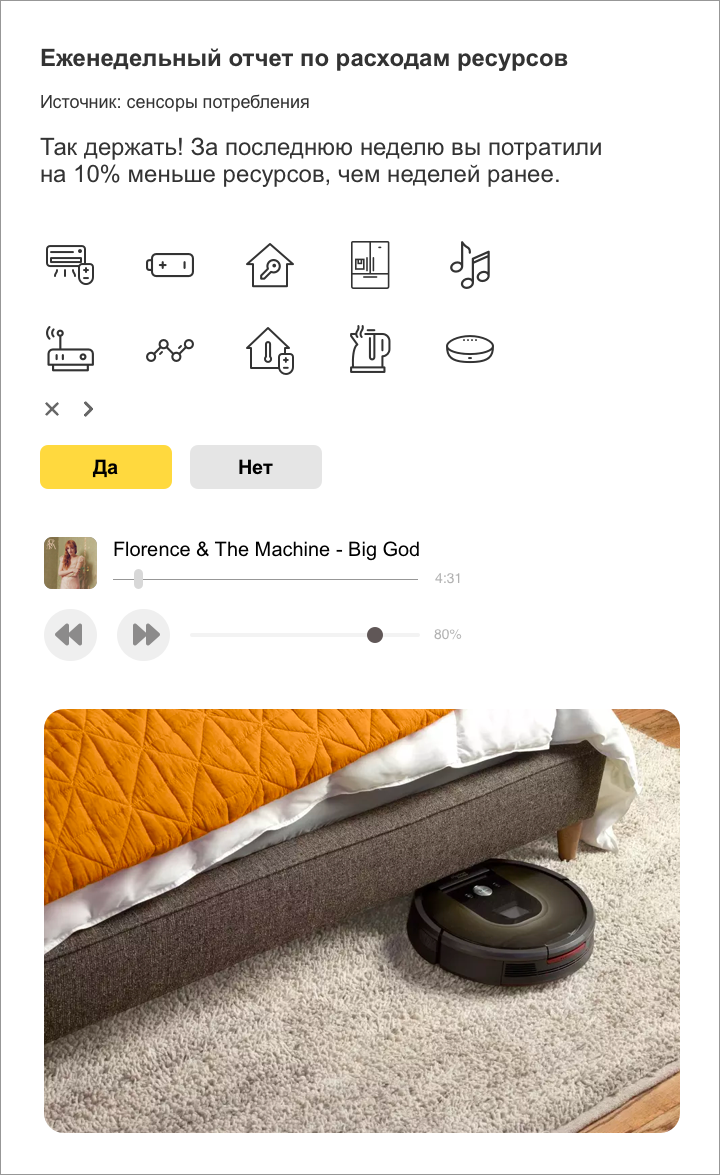 Еженедельный отчет по расходам ресурсов
Источник: сенсоры потребления
Так держать! За последнюю неделю вы потратили
на 10% меньше ресурсов, чем неделей ранее.
Да
Нет
Florence & The Machine - Big God
4:31
80%